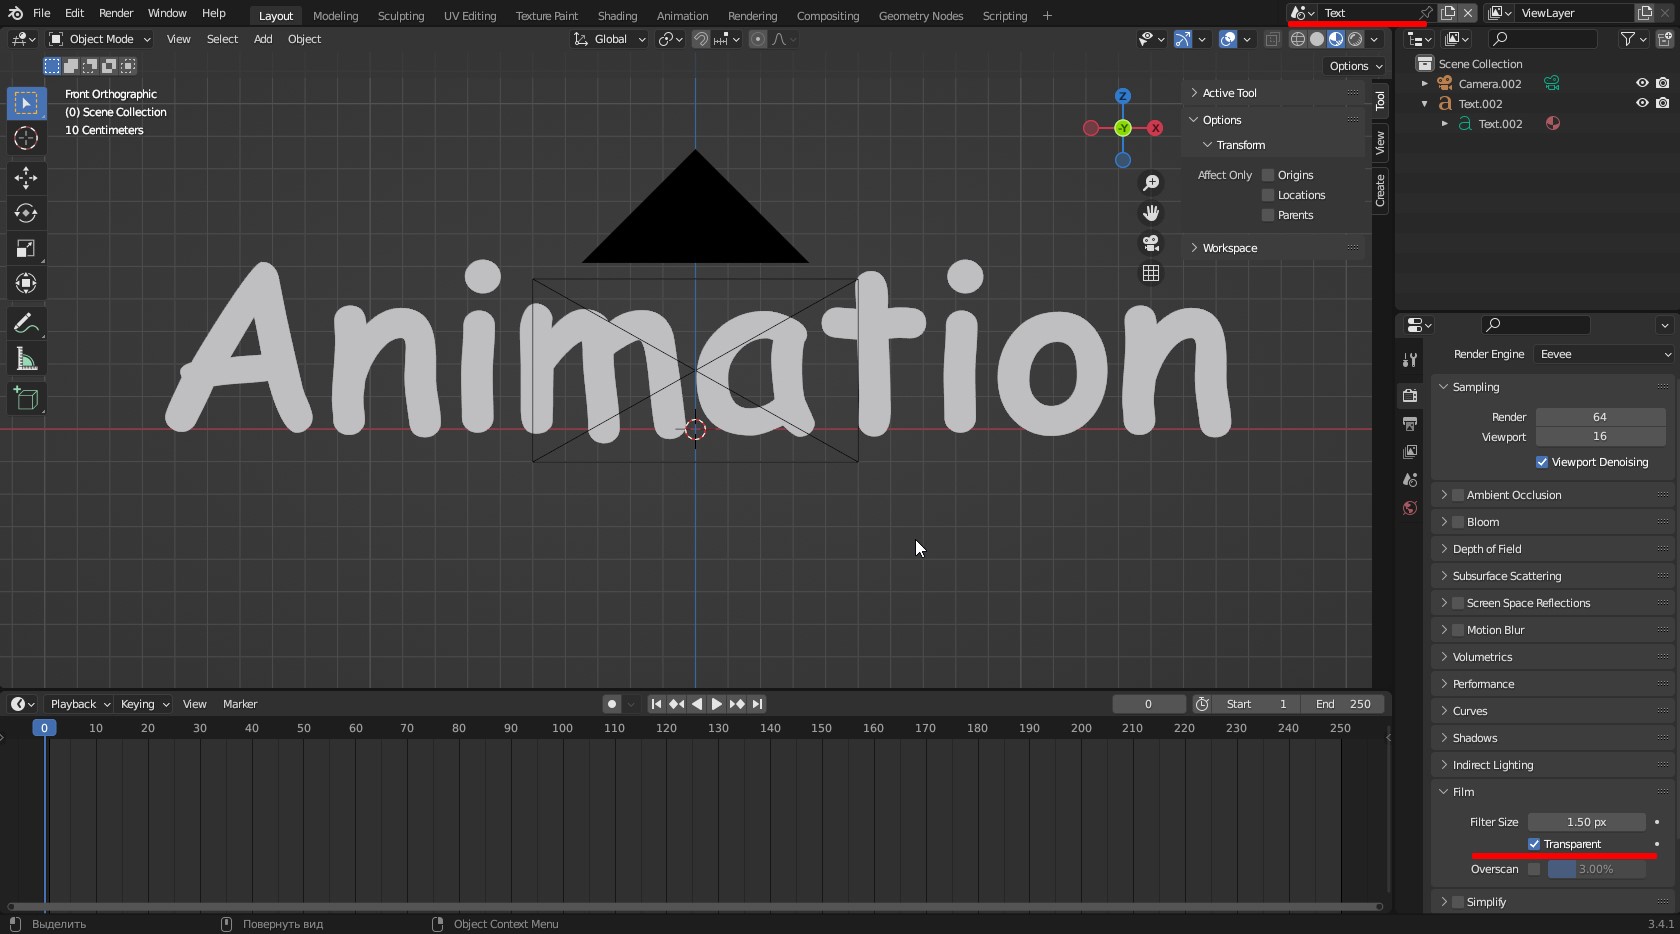 File Edit Render Window Help Layout Modeling Sculpting UV Editing Texture Paint Shading Animation Rendering Compositing Geometry Nodes Scripting + Text ViewLayer
Object Mode View Select Add Object Global
Options
Front Orthographic
(0) Scene Collection
10 Centimeters
Z
-Y
X
Active Tool
Options
Transform
Affect Only Origins
Locations
Parents
Workspace
Tool
View
Create
Animation
Scene Collection
Camera.002
Text.002
Text.002
Render Engine Eevee
Sampling
Render 64
Viewport 16
Viewport Denoising
Ambient Occlusion
Bloom
Depth of Field
Subsurface Scattering
Screen Space Reflections
Motion Blur
Volumetrics
Performance
Curves
Shadows
Indirect Lighting
Film
Filter Size 1.50 px
Transparent
Overscan 3.00%
Simplify
Playback Keying View Marker 0 Start 1 End 250
0 10 20 30 40 50 60 70 80 90 100 110 120 130 140 150 160 170 180 190 200 210 220 230 240 250
Выделить Повернуть вид Object Context Menu 3.4.1